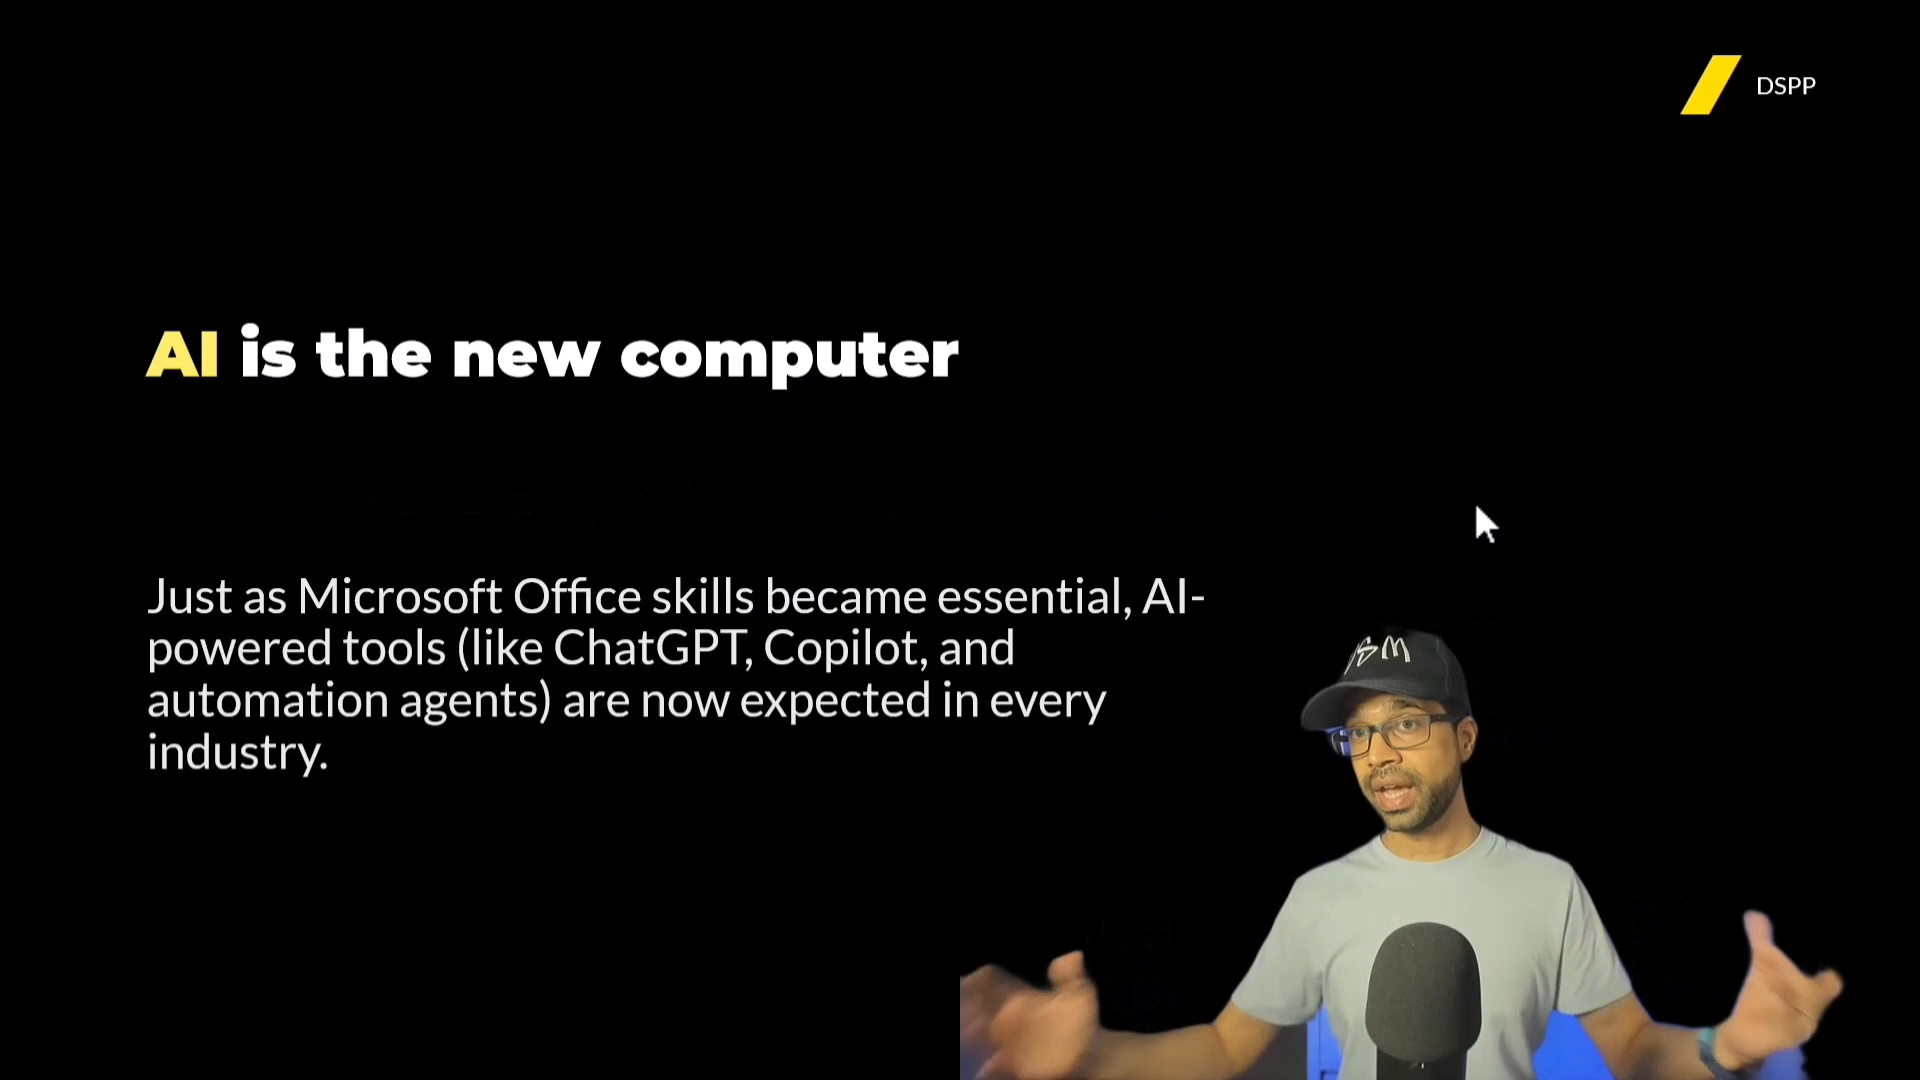 DSPP
AI is the new computer
Just as Microsoft Office skills became essential, AI-
powered tools (like ChatGPT, Copilot, and
automation agents) are now expected in every
industry.